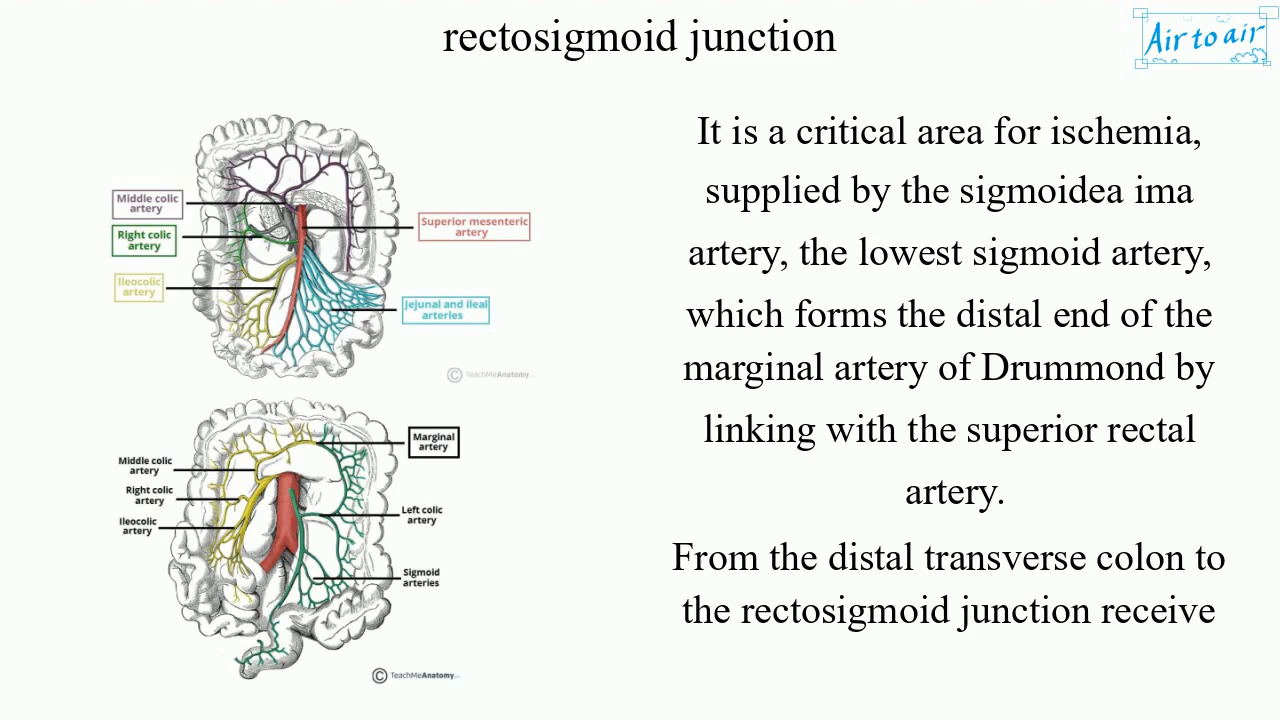 rectosigmoid junction
Air to air
It is a critical area for ischemia,
supplied by the sigmoidea ima
artery, the lowest sigmoid artery,
which forms the distal end of the
marginal artery of Drummond by
linking with the superior rectal
artery.
From the distal transverse colon to
the rectosigmoid junction receive
Middle colic
artery
Right colic
artery
Ileocolic
artery
Superior mesenteric
artery
Jejunal and ileal
arteries
© TeachMeAnatomy
Marginal
artery
Middle colic
artery
Right colic
artery
Ileocolic
artery
Left colic
artery
Sigmoid
arteries
© TeachMeAnatomy